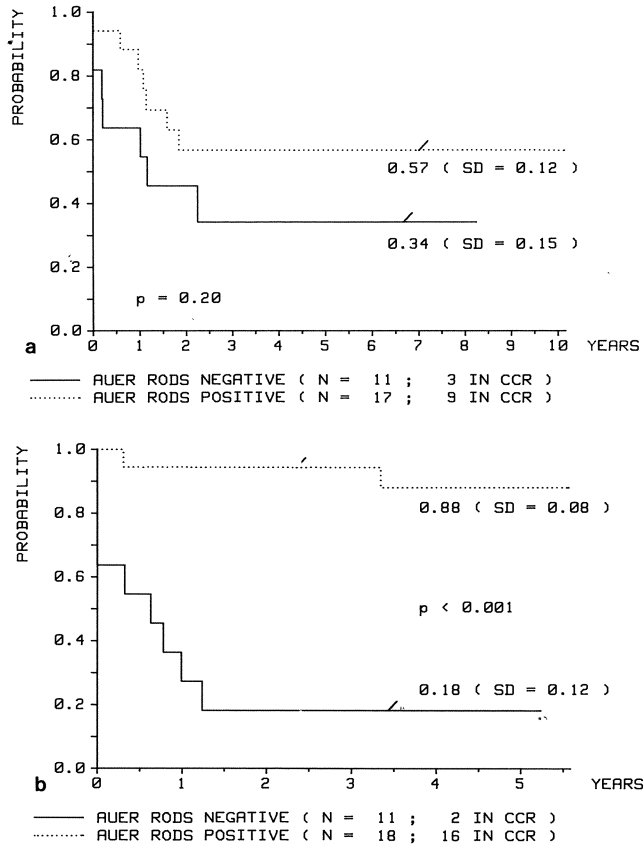 PROBABILITY
1.0
0.8
0.6
0.4
0.2
0.0
0.57 ( SD = 0.12 )
0.34 ( SD = 0.15 )
p = 0.20
0 1 2 3 4 5 6 7 8 9 10 YEARS
a
AUER RODS NEGATIVE ( N = 11 ; 3 IN CCR )
AUER RODS POSITIVE ( N = 17 ; 9 IN CCR )
PROBABILITY
1.0
0.8
0.6
0.4
0.2
0.0
0.88 ( SD = 0.08 )
p < 0.001
0.18 ( SD = 0.12 )
0 1 2 3 4 5 YEARS
b
AUER RODS NEGATIVE ( N = 11 ; 2 IN CCR )
AUER RODS POSITIVE ( N = 18 ; 16 IN CCR )